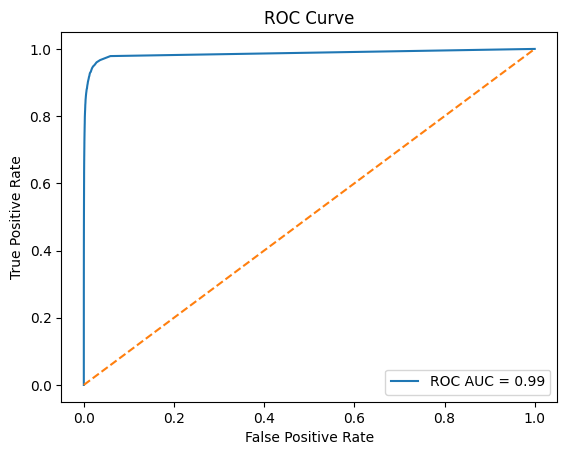 ROC Curve
True Positive Rate
1.0
0.8
0.6
0.4
0.2
0.0
ROC AUC = 0.99
0.0 0.2 0.4 0.6 0.8 1.0
False Positive Rate